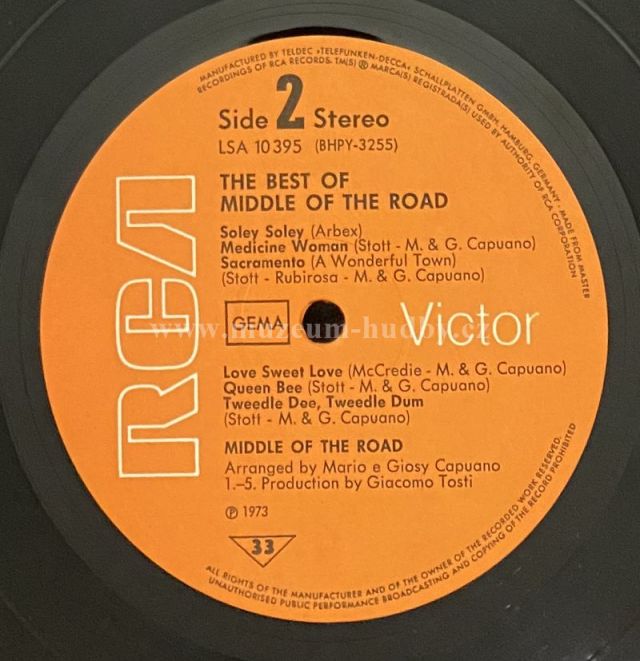 MANUFACTURED BY TELDEC »TELEFUNKEN-DECCA« SCHALLPLATTEN GMBH, HAMBURG, GERMANY - MADE FROM MASTER
RECORDINGS OF RCA RECORDS. TM(S) ® MARCA(S) REGISTRADA(S) USED BY AUTHORITY OF RCA CORPORATION
Side 2 Stereo
LSA 10 395 (BHPY-3255)
THE BEST OF
MIDDLE OF THE ROAD
Soley Soley (Arbex)
Medicine Woman (Stott - M. & G. Capuano)
Sacramento (A Wonderful Town)
(Stott - Rubirosa - M. & G. Capuano)
RCA
GEMA
Victor
www.muzeum-hudby.cz
Love Sweet Love (McCredie - M. & G. Capuano)
Queen Bee (Stott - M. & G. Capuano)
Tweedle Dee, Tweedle Dum
(Stott - M. & G. Capuano)
MIDDLE OF THE ROAD
Arranged by Mario e Giosy Capuano
1.–5. Production by Giacomo Tosti
℗ 1973
33
ALL RIGHTS OF THE MANUFACTURER AND OF THE OWNER OF THE RECORDED WORK RESERVED.
UNAUTHORISED PUBLIC PERFORMANCE BROADCASTING AND COPYING OF THE RECORD PROHIBITED